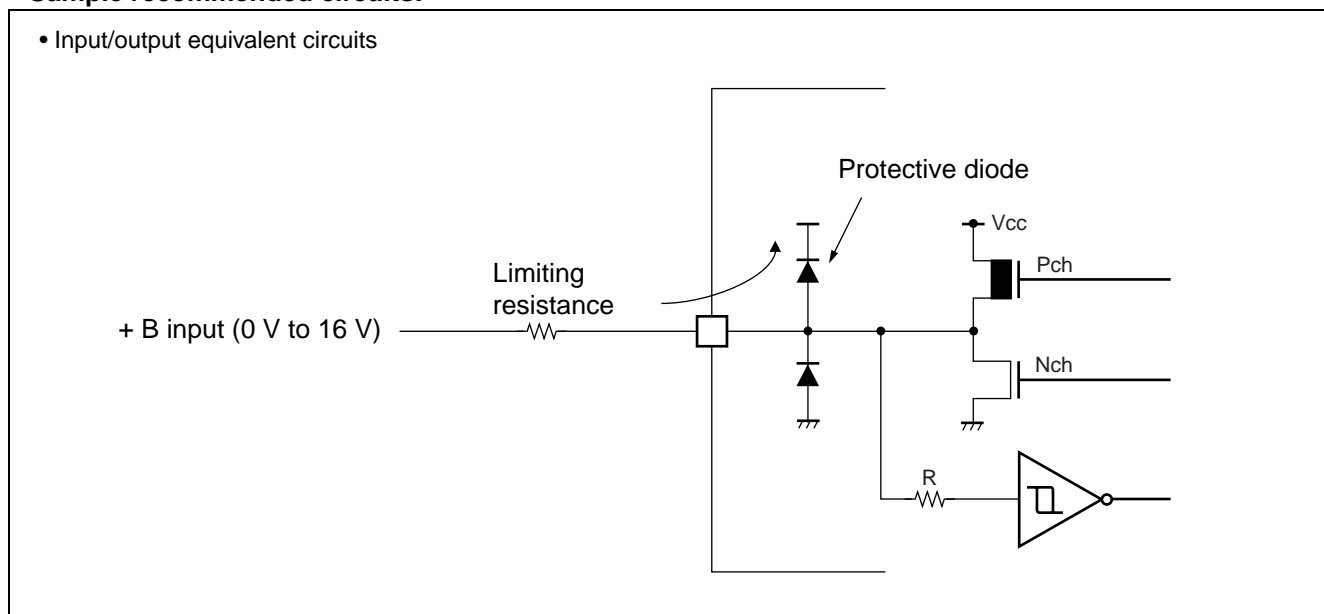 • Input/output equivalent circuits
Protective diode
Vcc
Limiting
resistance
Pch
+ B input (0 V to 16 V)
Nch
R